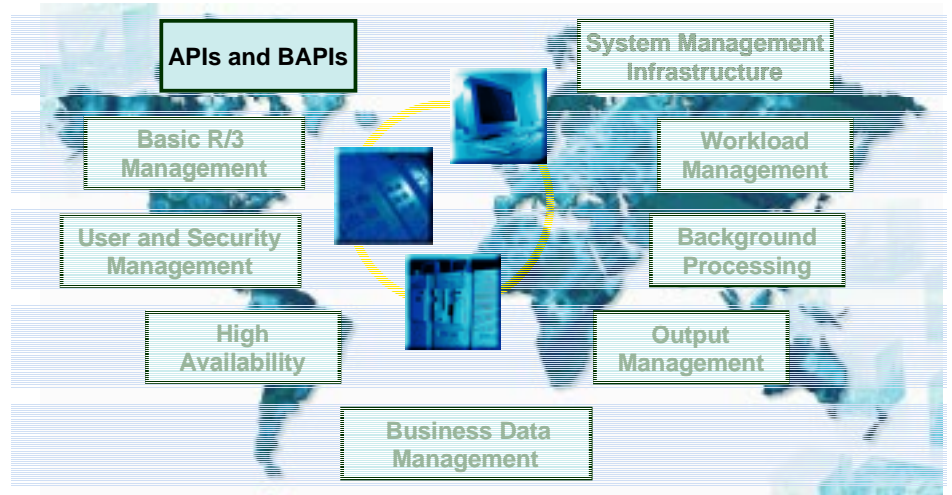 APIs and BAPIs
System Management
Infrastructure
Basic R/3
Management
Workload
Management
User and Security
Management
Background
Processing
High
Availability
Output
Management
Business Data
Management